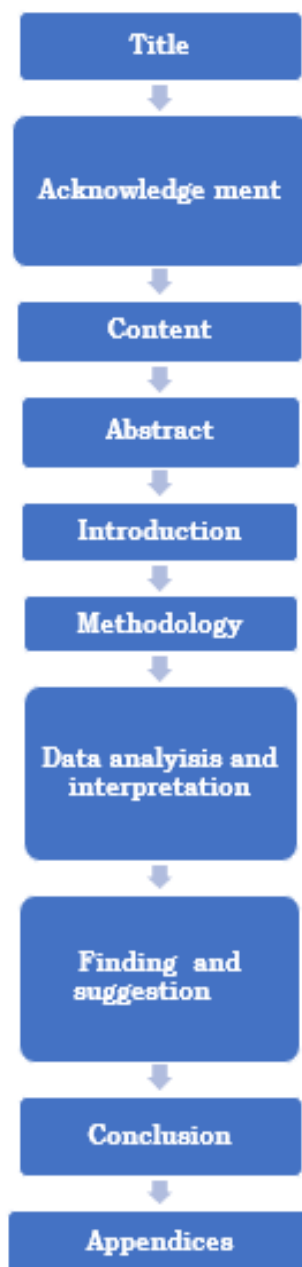 Title
Acknowledge ment
Content
Abstract
Introduction
Methodology
Data analyisis and
interpretation
Finding and
suggestion
Conclusion
Appendices